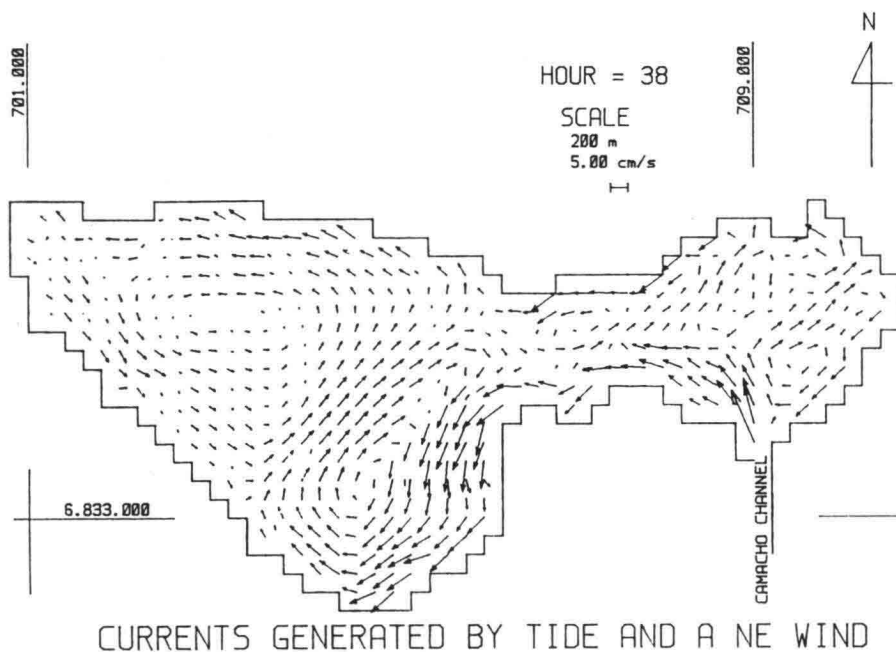 N
701.000
709.000
HOUR = 38
SCALE
200 m
5.00 cm/s
6.833.000
CAMACHO CHANNEL
CURRENTS GENERATED BY TIDE AND A NE WIND